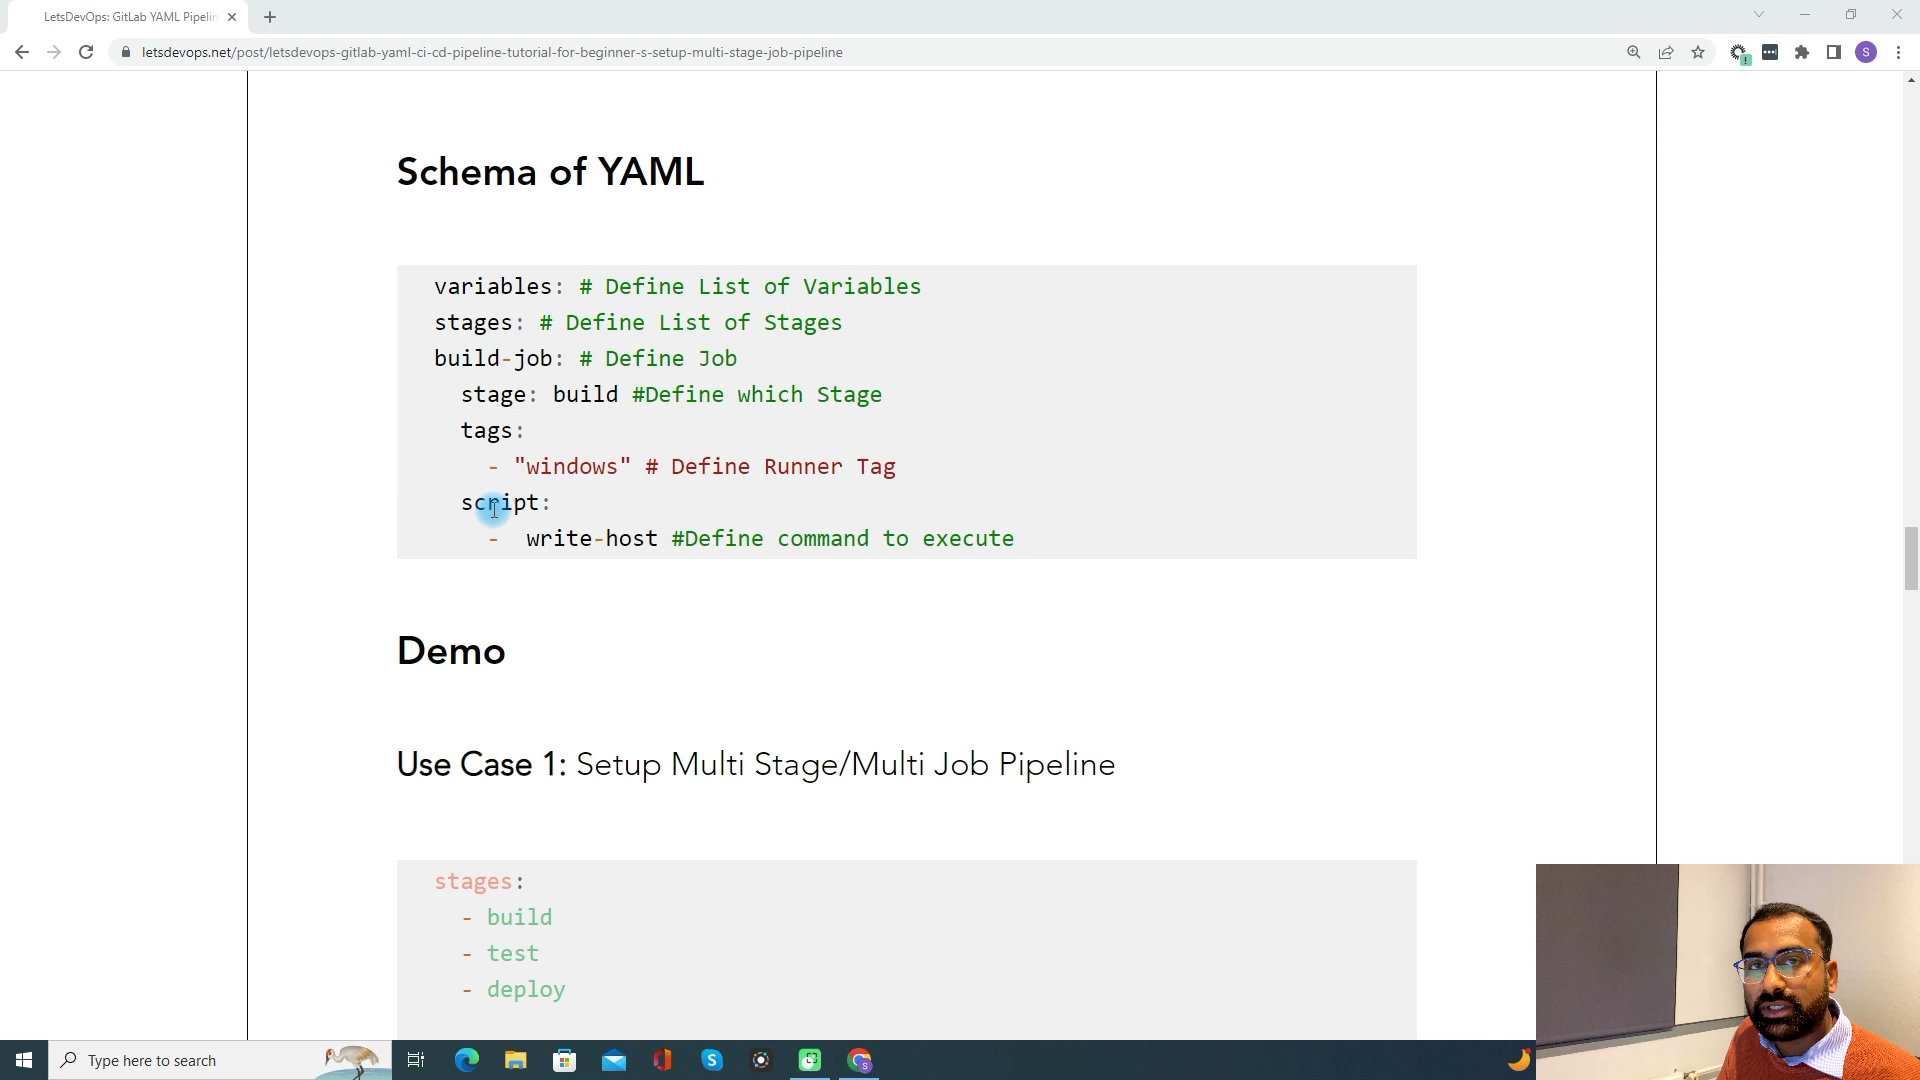 LetsDevOps: GitLab YAML Pipelin
letsdevops.net/post/letsdevops-gitlab-yaml-ci-cd-pipeline-tutorial-for-beginner-s-setup-multi-stage-job-pipeline
S
Schema of YAML
variables: # Define List of Variables
stages: # Define List of Stages
build-job: # Define Job
stage: build #Define which Stage
tags:
- "windows" # Define Runner Tag
script:
- write-host #Define command to execute
Demo
Use Case 1: Setup Multi Stage/Multi Job Pipeline
stages:
- build
- test
- deploy
Type here to search